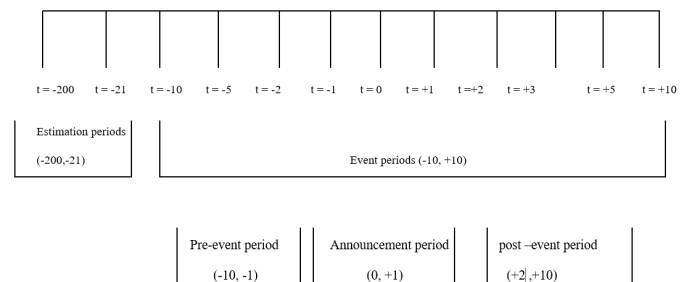 t = -200 t = -21 t = -10 t = -5 t = -2 t = -1 t = 0 t = +1 t =+2 t = +3 t = +5 t = +10
Estimation periods
(-200,-21) Event periods (-10, +10)
Pre-event period Announcement period post –event period
(-10, -1) (0, +1) (+2 ,+10)